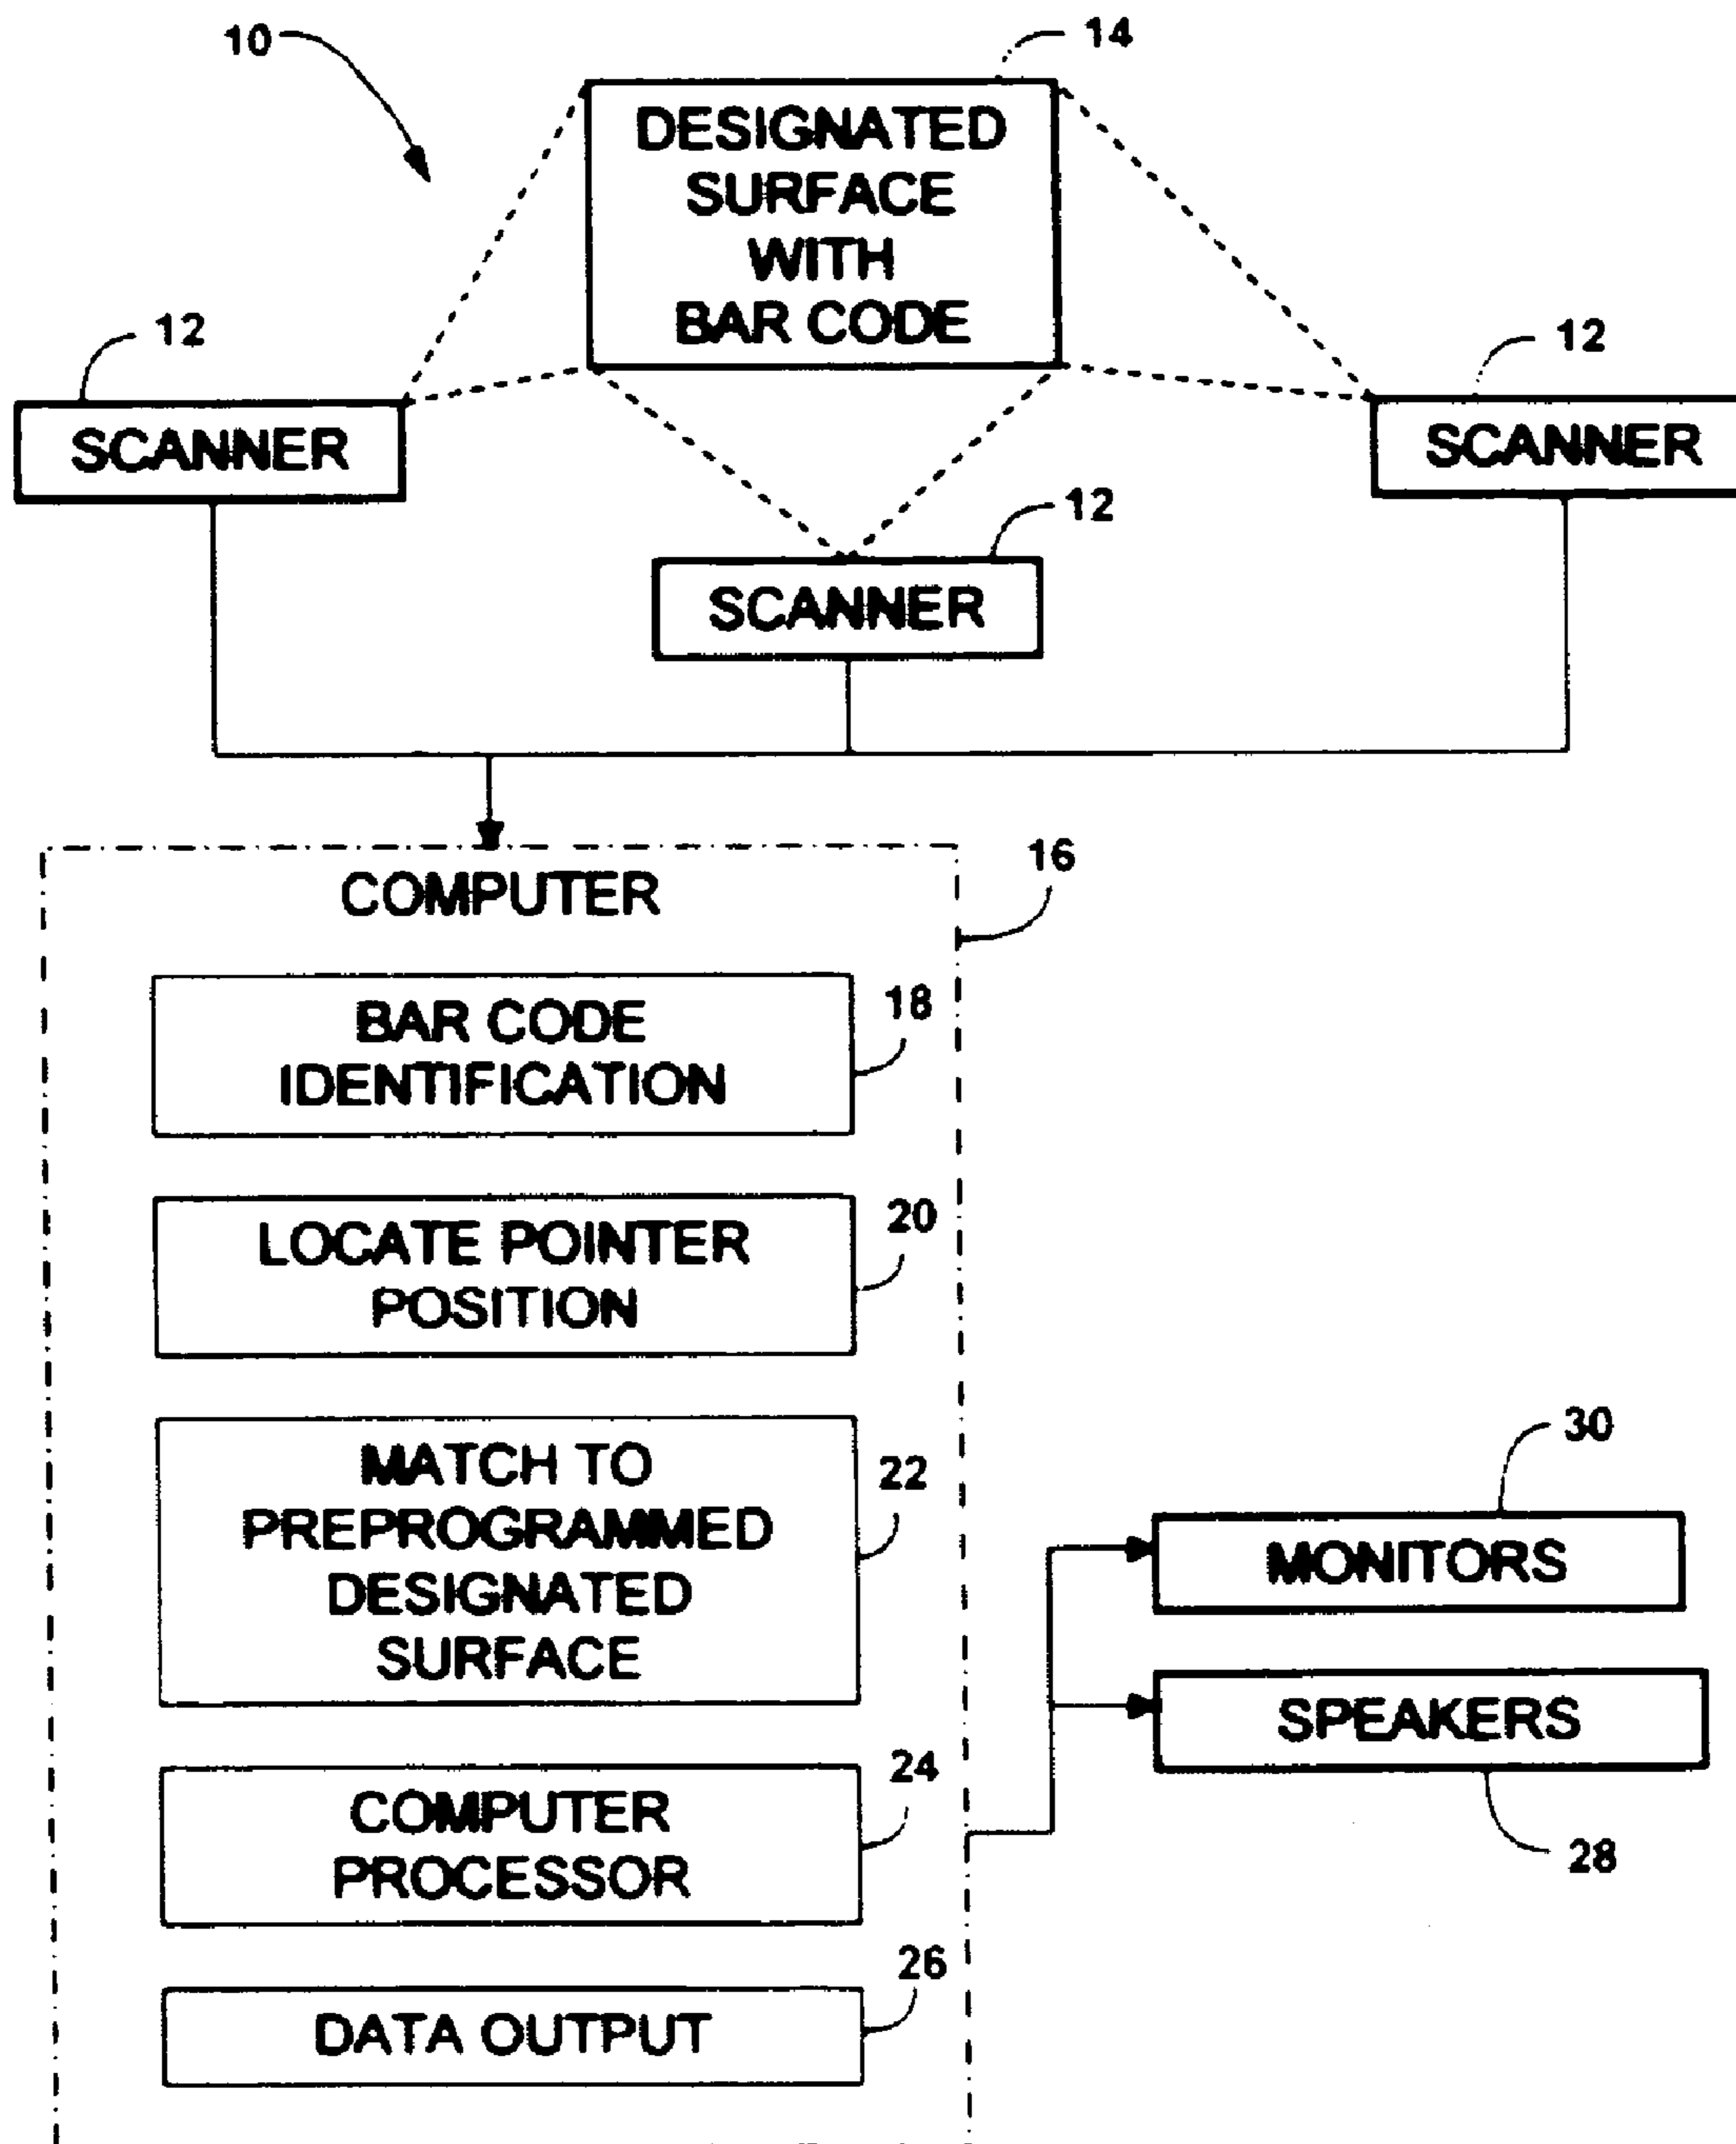 10
14
DESIGNATED
SURFACE
WITH
BAR CODE
12
12
SCANNER
SCANNER
12
SCANNER
16
COMPUTER
18
BAR CODE
IDENTIFICATION
20
LOCATE POINTER
POSITION
22
MATCH TO
PREPROGRAMMED
DESIGNATED
SURFACE
30
MONITORS
SPEAKERS
28
24
COMPUTER
PROCESSOR
26
DATA OUTPUT